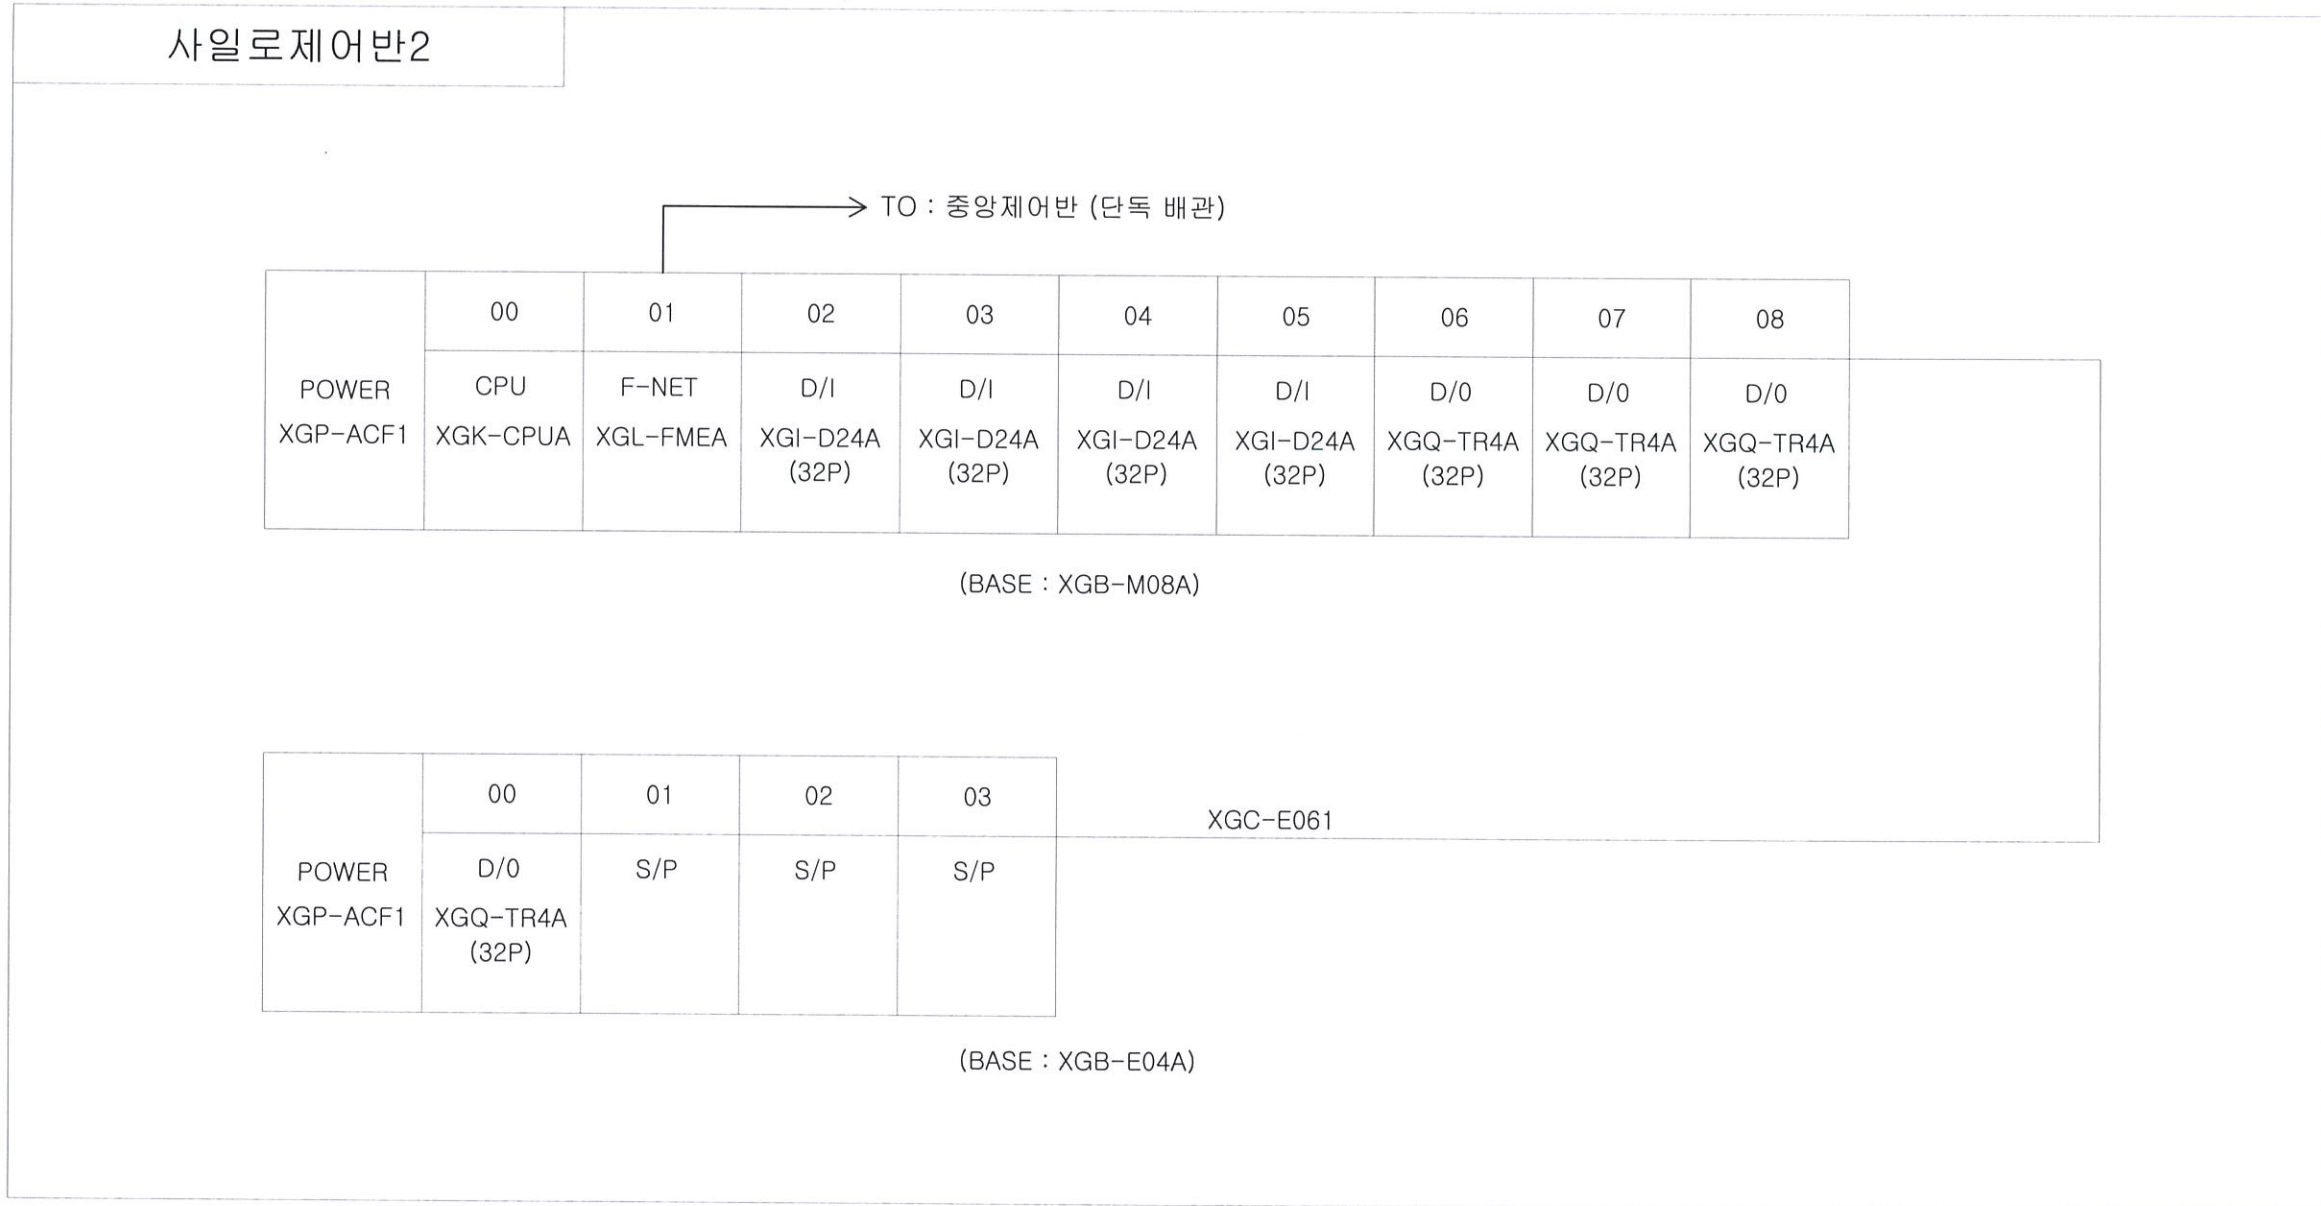 사일로제어반2
TO : 중앙제어반 (단독 배관)
00 01 02 03 04 05 06 07 08
POWER CPU F-NET D/I D/I D/I D/I D/0 D/0 D/0
XGP-ACF1 XGK-CPUA XGL-FMEA XGI-D24A XGI-D24A XGI-D24A XGI-D24A XGQ-TR4A XGQ-TR4A XGQ-TR4A
(32P) (32P) (32P) (32P) (32P) (32P) (32P)
(BASE : XGB-M08A)
00 01 02 03
XGC-E061
POWER D/0 S/P S/P S/P
XGP-ACF1 XGQ-TR4A
(32P)
(BASE : XGB-E04A)